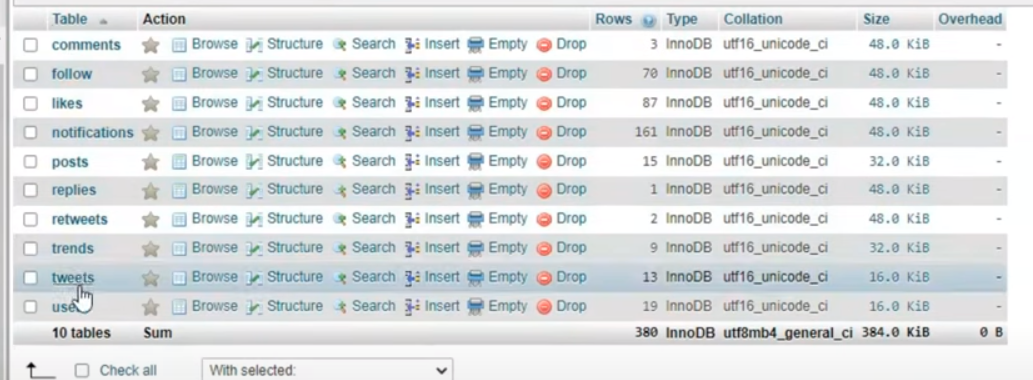 Table Action Rows Type Collation Size Overhead
comments Browse Structure Search Insert Empty Drop 3 InnoDB utf16_unicode_ci 48.0 KiB -
follow Browse Structure Search Insert Empty Drop 70 InnoDB utf16_unicode_ci 48.0 KiB -
likes Browse Structure Search Insert Empty Drop 87 InnoDB utf16_unicode_ci 48.0 KiB -
notifications Browse Structure Search Insert Empty Drop 161 InnoDB utf16_unicode_ci 48.0 KiB -
posts Browse Structure Search Insert Empty Drop 15 InnoDB utf16_unicode_ci 32.0 KiB -
replies Browse Structure Search Insert Empty Drop 1 InnoDB utf16_unicode_ci 48.0 KiB -
retweets Browse Structure Search Insert Empty Drop 2 InnoDB utf16_unicode_ci 48.0 KiB -
trends Browse Structure Search Insert Empty Drop 9 InnoDB utf16_unicode_ci 32.0 KiB -
tweets Browse Structure Search Insert Empty Drop 13 InnoDB utf16_unicode_ci 16.0 KiB -
Browse Structure Search Insert Empty Drop 19 InnoDB utf16_unicode_ci 16.0 KiB -
10 tables Sum 380 InnoDB utf8mb4_general_ci 384.0 KiB 0 B
Check all With selected: